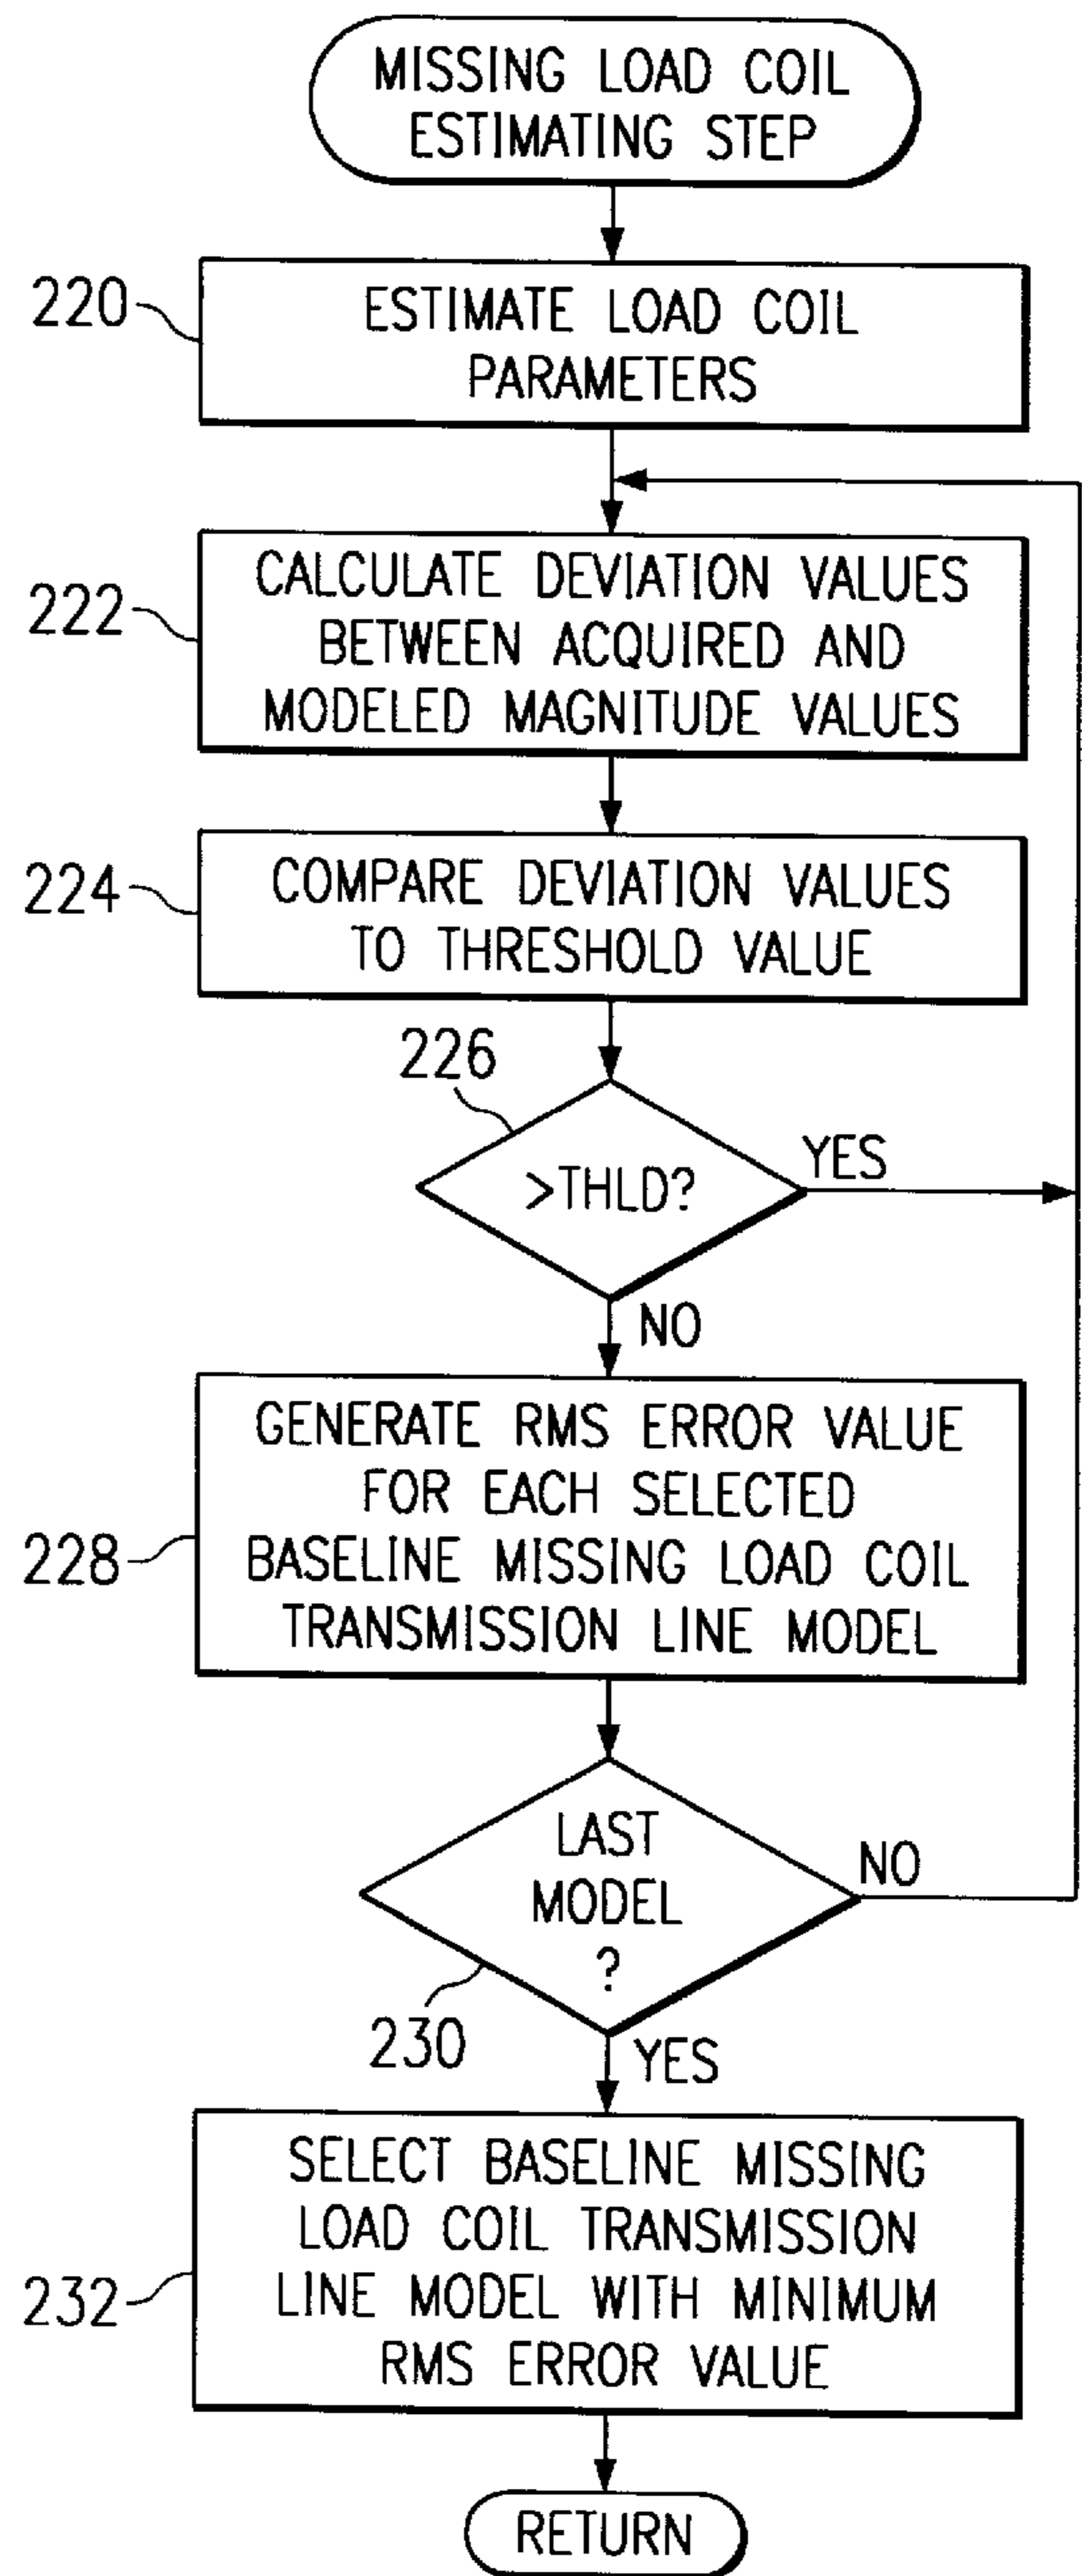 MISSING LOAD COIL
ESTIMATING STEP
220
ESTIMATE LOAD COIL
PARAMETERS
222
CALCULATE DEVIATION VALUES
BETWEEN ACQUIRED AND
MODELED MAGNITUDE VALUES
224
COMPARE DEVIATION VALUES
TO THRESHOLD VALUE
226
>THLD?
YES
NO
228
GENERATE RMS ERROR VALUE
FOR EACH SELECTED
BASELINE MISSING LOAD COIL
TRANSMISSION LINE MODEL
LAST
MODEL
?
NO
230
YES
232
SELECT BASELINE MISSING
LOAD COIL TRANSMISSION
LINE MODEL WITH MINIMUM
RMS ERROR VALUE
RETURN